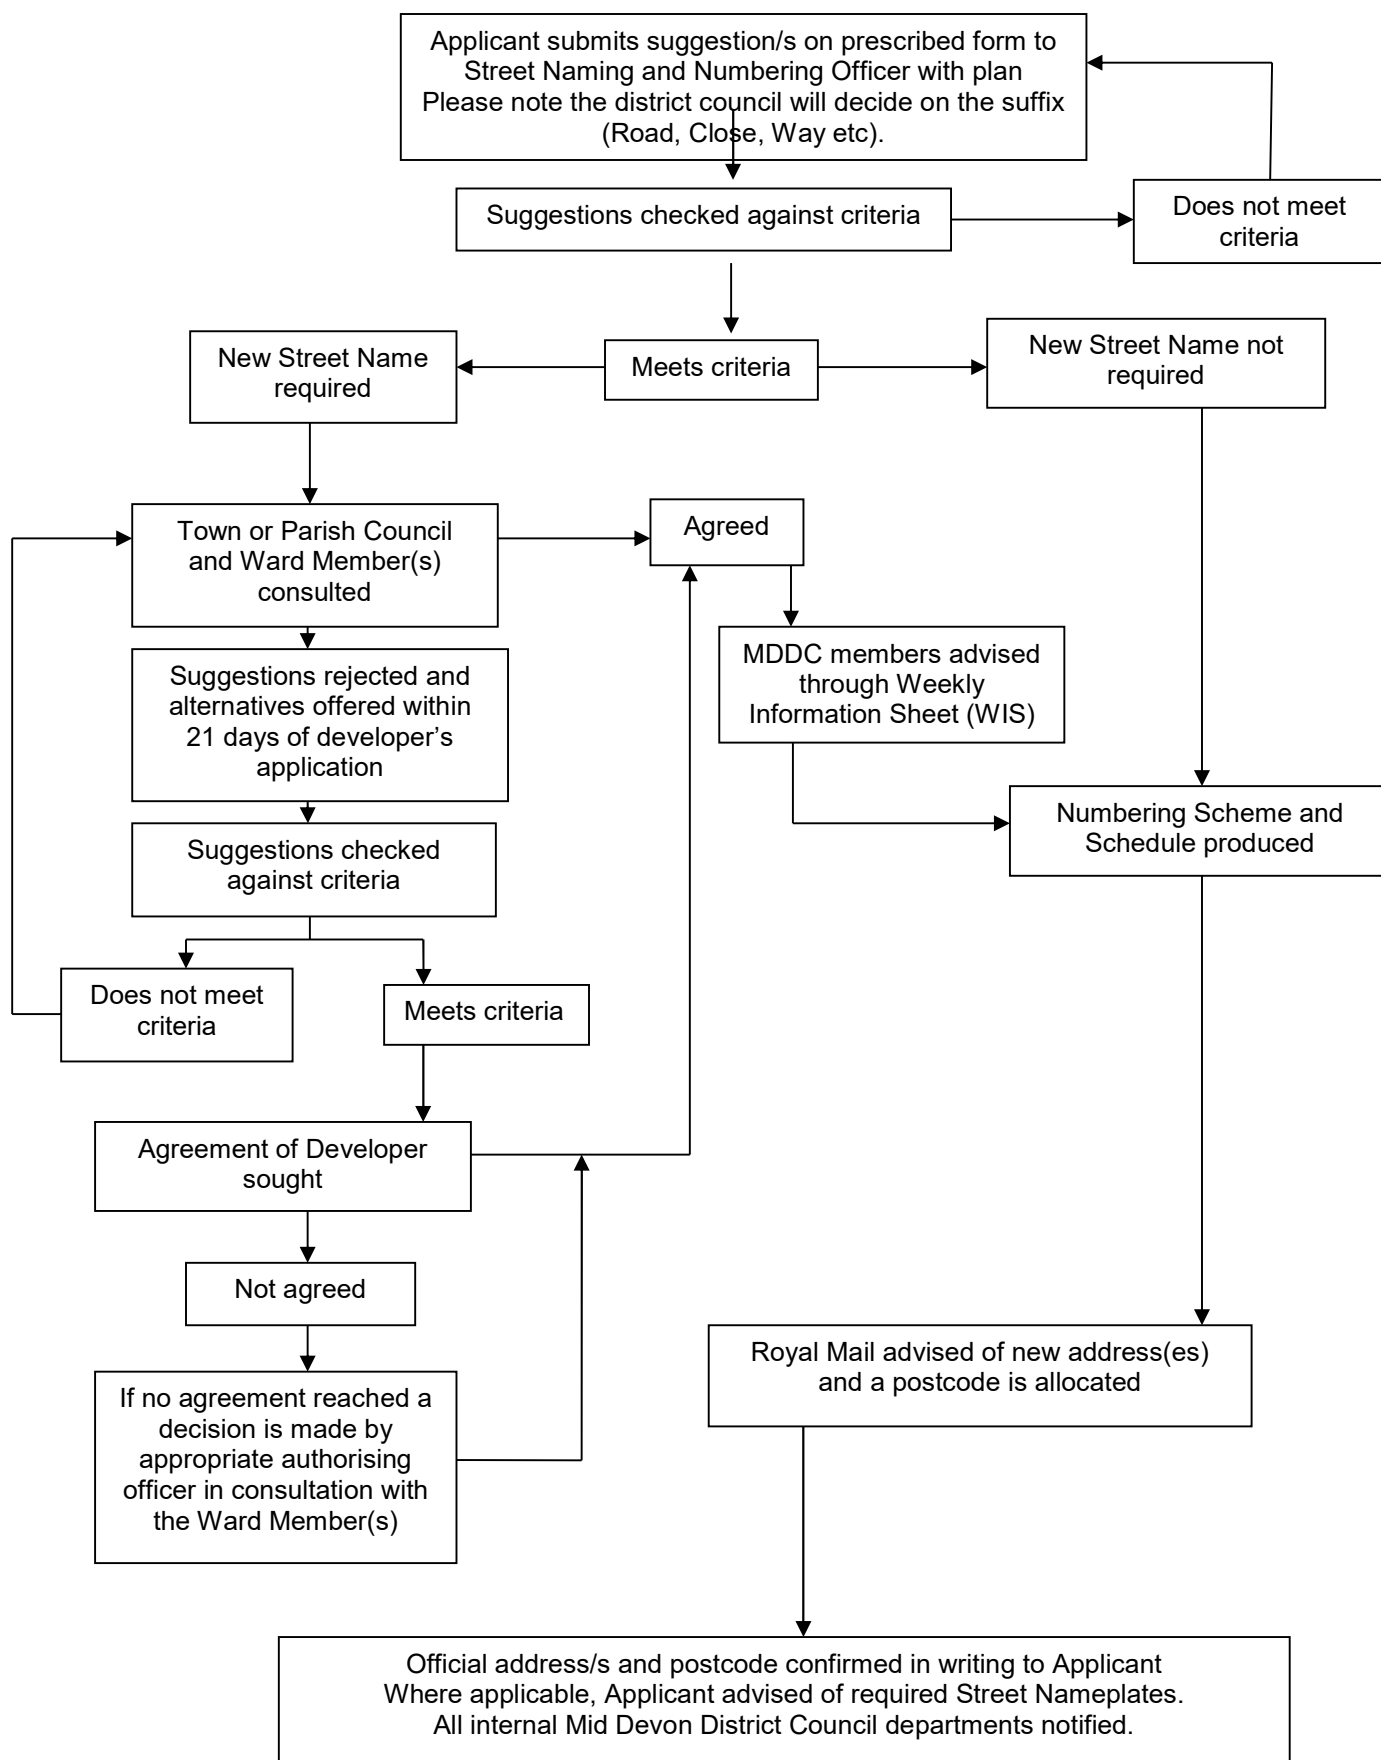 Applicant submits suggestion/s on prescribed form to
Street Naming and Numbering Officer with plan
Please note the district council will decide on the suffix
(Road, Close, Way etc).
Suggestions checked against criteria
Does not meet
criteria
New Street Name
required
Meets criteria
New Street Name not
required
Town or Parish Council
and Ward Member(s)
consulted
Agreed
Suggestions rejected and
alternatives offered within
21 days of developer’s
application
MDDC members advised
through Weekly
Information Sheet (WIS)
Numbering Scheme and
Schedule produced
Suggestions checked
against criteria
Does not meet
criteria
Meets criteria
Agreement of Developer
sought
Not agreed
If no agreement reached a
decision is made by
appropriate authorising
officer in consultation with
the Ward Member(s)
Royal Mail advised of new address(es)
and a postcode is allocated
Official address/s and postcode confirmed in writing to Applicant
Where applicable, Applicant advised of required Street Nameplates.
All internal Mid Devon District Council departments notified.